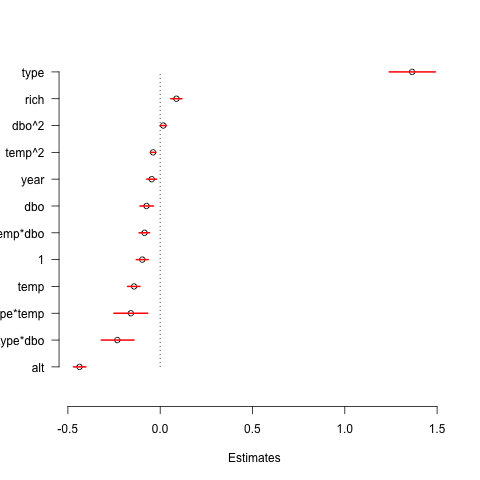 type
rich
dbo^2
temp^2
year
dbo
emp*dbo
1
temp
pe*temp
ype*dbo
alt
-0.5 0.0 0.5 1.0 1.5
Estimates